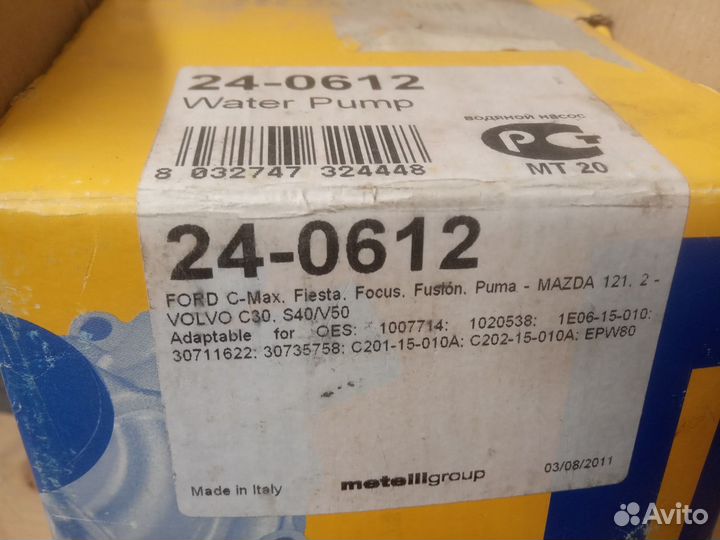 24-0612
Water Pump
8 032747 324448
ВОДЯНОЙ НАСОС
РСТ
МТ 20
24-0612
FORD C-Max, Fiesta, Focus, Fusion, Puma - MAZDA 121, 2 -
VOLVO C30, S40/V50
Adaptable for OES: 1007714; 1020538; 1E06-15-010;
30711622; 30735758; C201-15-010A; C202-15-010A; EPW80
Made in Italy
metelligroup
03/08/2011
Avito